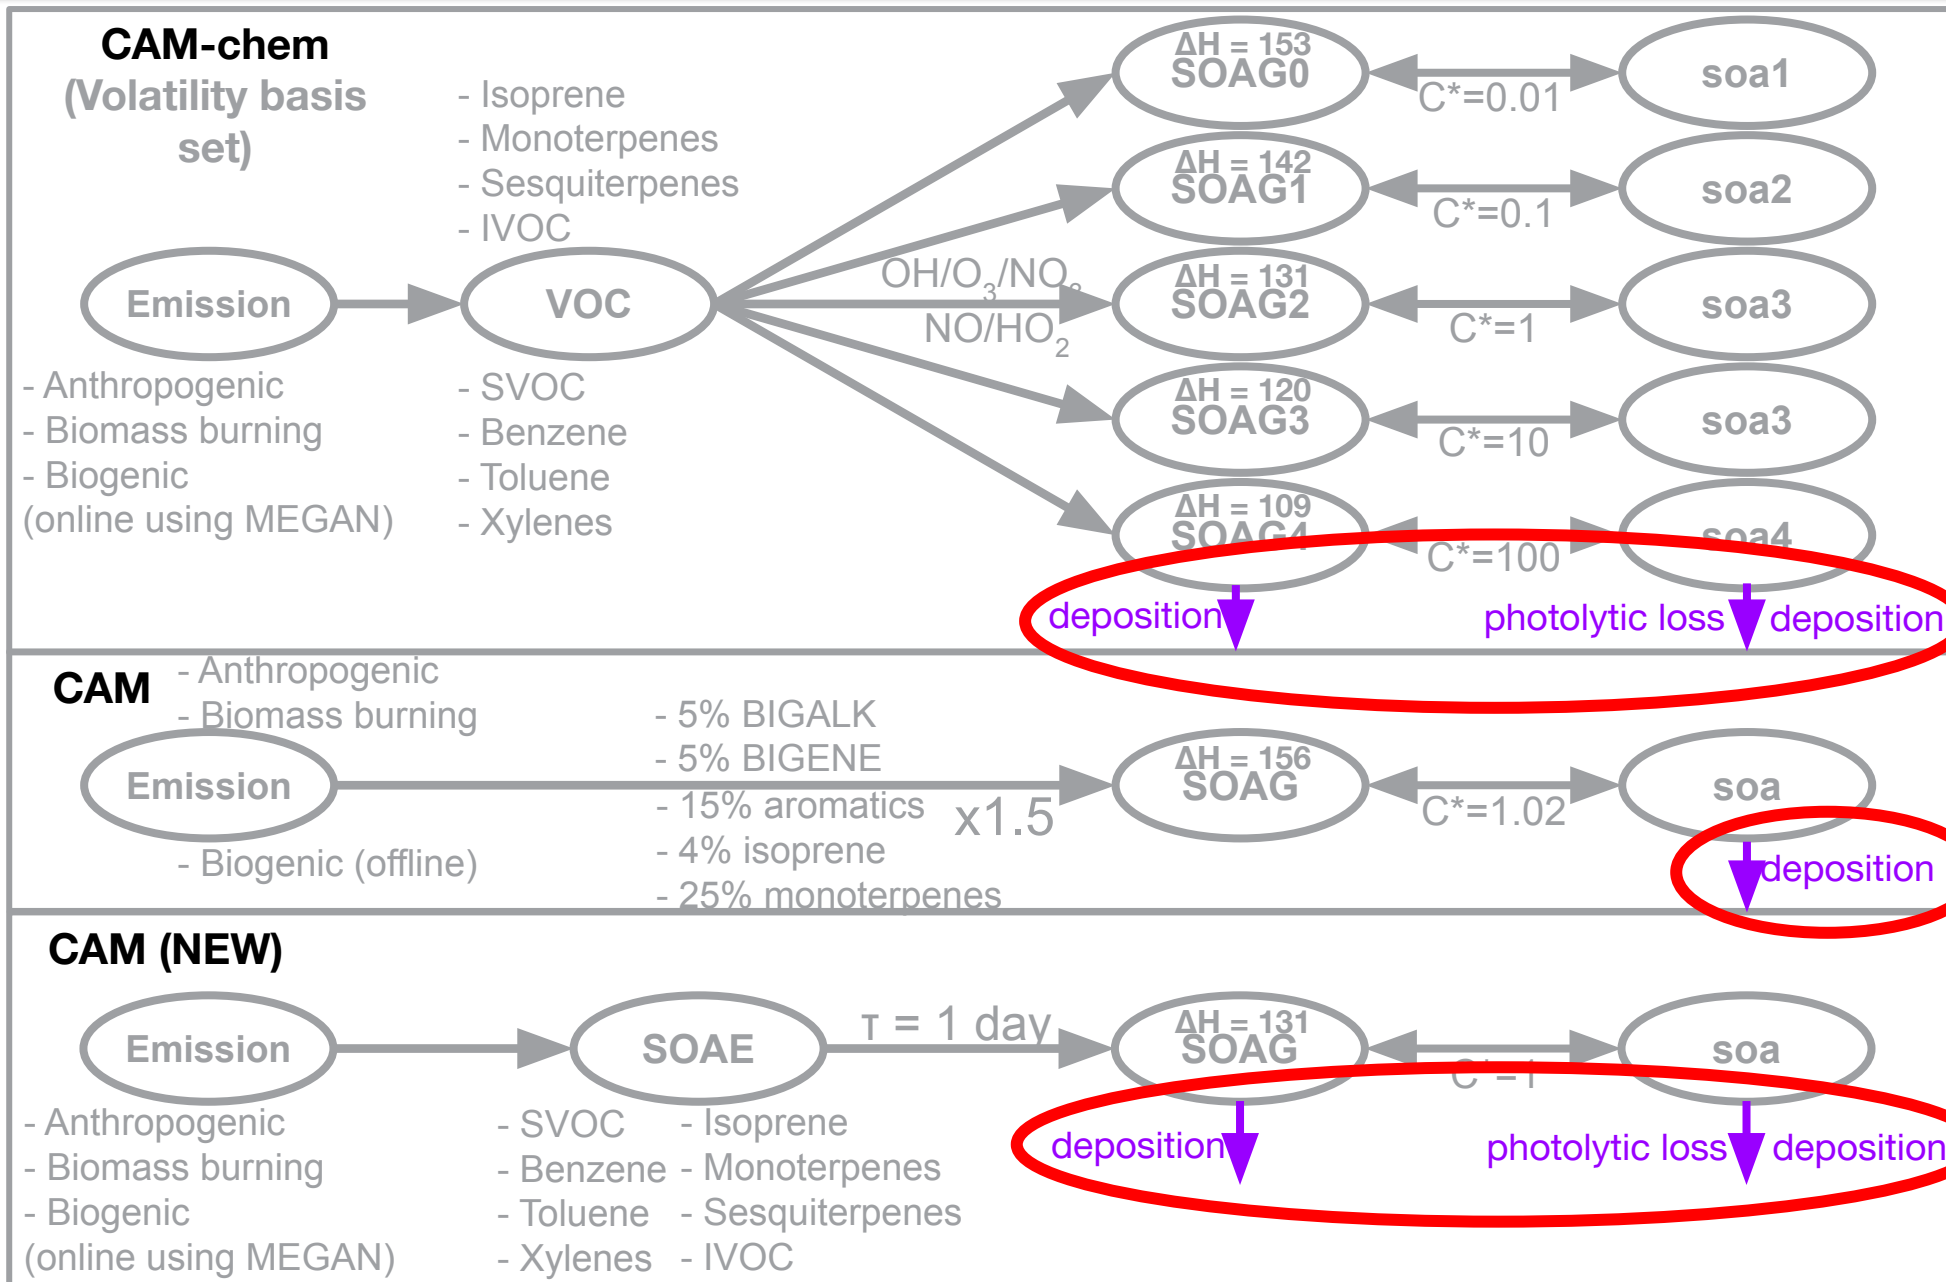 CAM-chem
(Volatility basis
set)
- Isoprene
- Monoterpenes
- Sesquiterpenes
- IVOC
Emission
VOC
- Anthropogenic
- Biomass burning
- Biogenic
(online using MEGAN)
- SVOC
- Benzene
- Toluene
- Xylenes
OH/O3/NO3
NO/HO2
ΔH = 153
SOAG0
C*=0.01
soa1
ΔH = 142
SOAG1
C*=0.1
soa2
ΔH = 131
SOAG2
C*=1
soa3
ΔH = 120
SOAG3
C*=10
soa3
ΔH = 109
SOAG4
C*=100
soa4
deposition
photolytic loss
deposition
CAM
- Anthropogenic
- Biomass burning
Emission
- Biogenic (offline)
- 5% BIGALK
- 5% BIGENE
- 15% aromatics
- 4% isoprene
- 25% monoterpenes
x1.5
ΔH = 156
SOAG
C*=1.02
soa
deposition
CAM (NEW)
Emission
SOAE
τ = 1 day
ΔH = 131
SOAG
C*=1
soa
- Anthropogenic
- Biomass burning
- Biogenic
(online using MEGAN)
- SVOC
- Benzene
- Toluene
- Xylenes
- Isoprene
- Monoterpenes
- Sesquiterpenes
- IVOC
deposition
photolytic loss
deposition